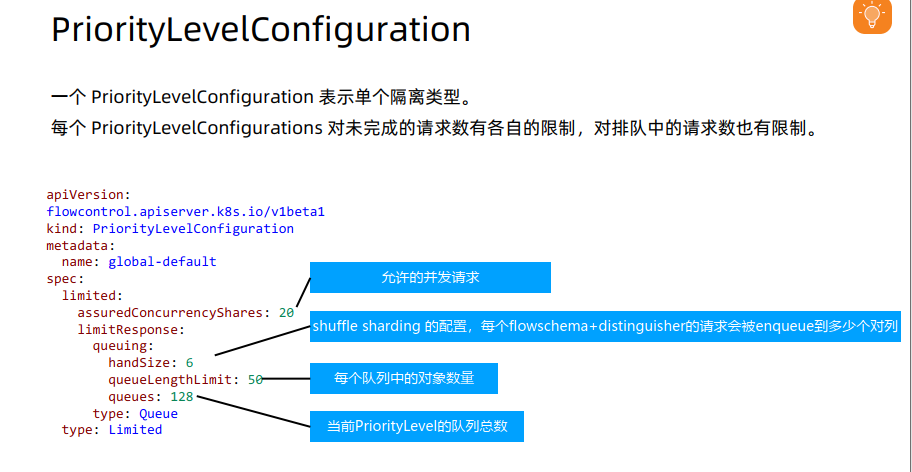 PriorityLevelConfiguration
一个 PriorityLevelConfiguration 表示单个隔离类型。
每个 PriorityLevelConfigurations 对未完成的请求数有各自的限制，对排队中的请求数也有限制。
apiVersion:
flowcontrol.apiserver.k8s.io/v1beta1
kind: PriorityLevelConfiguration
metadata:
  name: global-default
spec:
  limited:
    assuredConcurrencyShares: 20
    limitResponse:
      queuing:
        handSize: 6
        queueLengthLimit: 50
        queues: 128
      type: Queue
  type: Limited
允许的并发请求
shuffle sharding 的配置，每个flowschema+distinguisher的请求会被enqueue到多少个对列
每个队列中的对象数量
当前PriorityLevel的队列总数